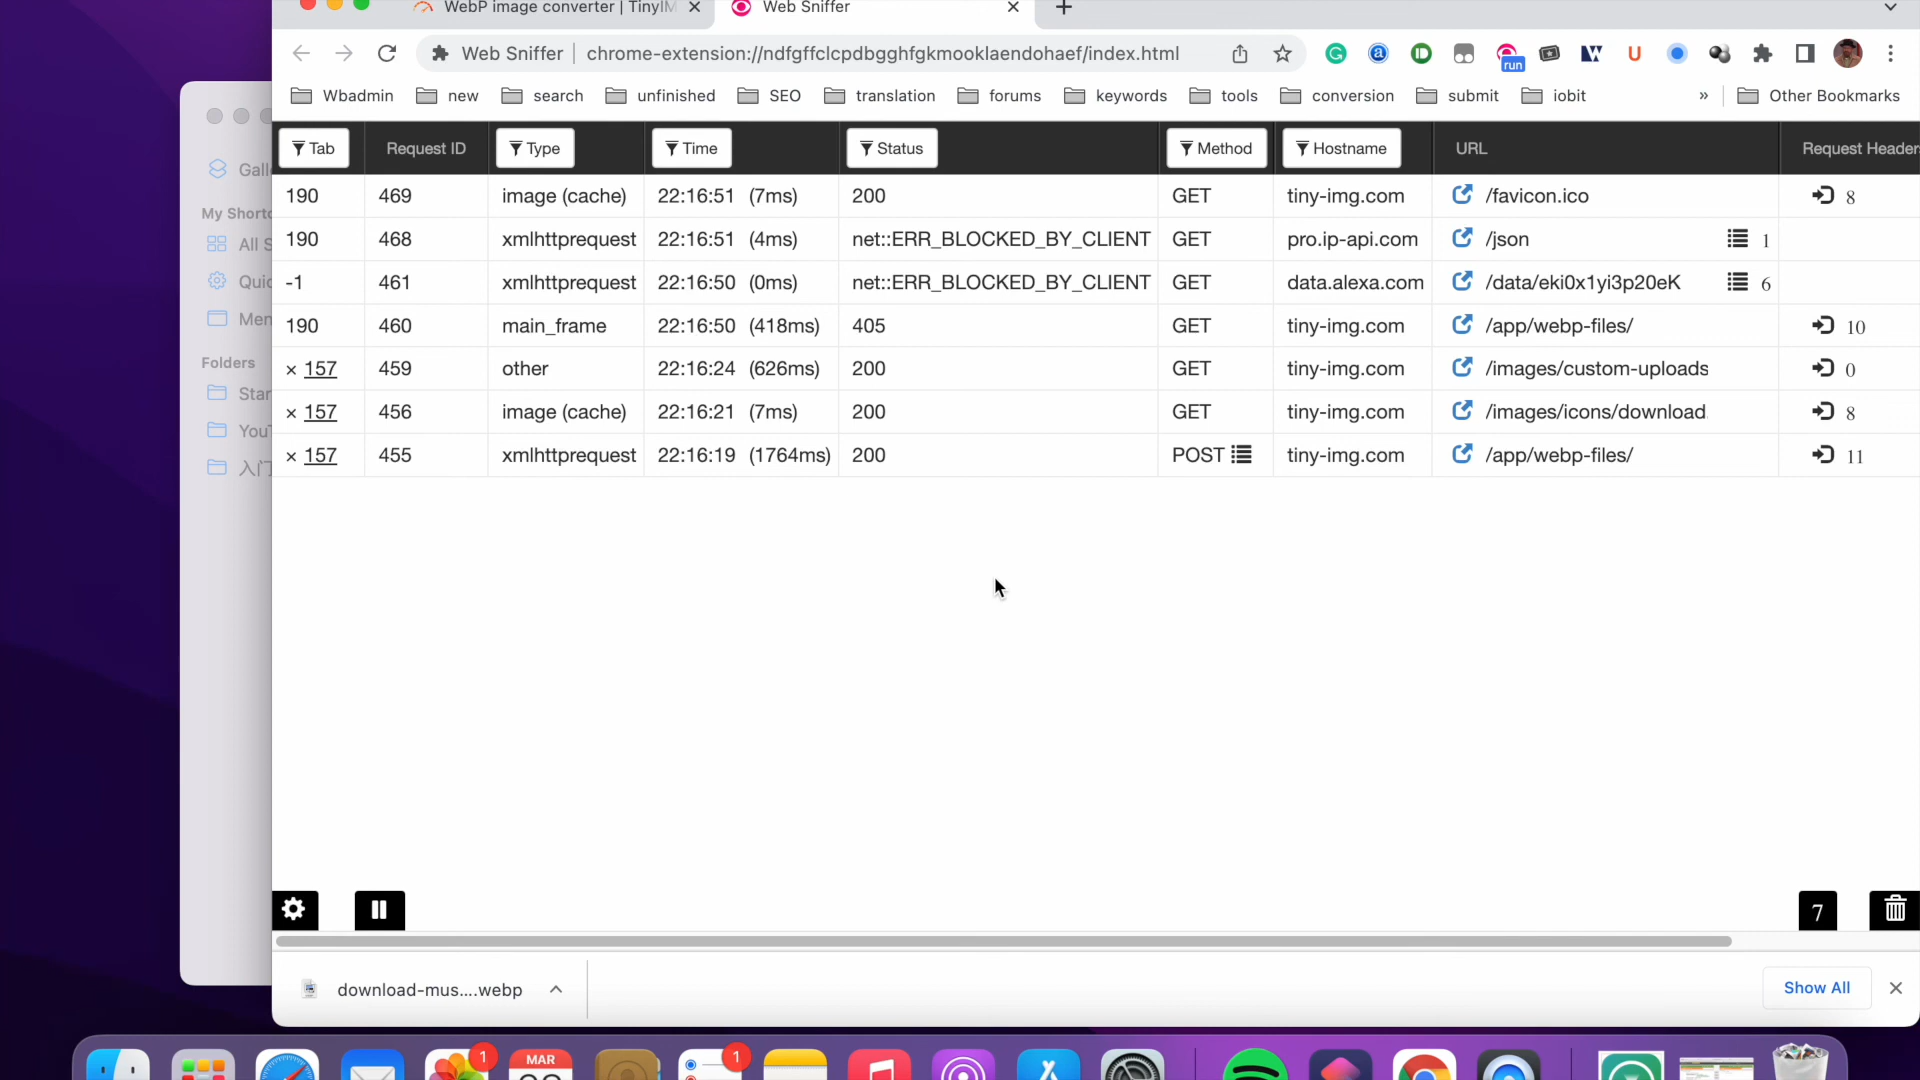 WebP image converter | TinyIM
Web Sniffer
Web Sniffer | chrome-extension://ndfgffclcpdbgghfgkmooklaendohaef/index.html
run
Wbadmin new search unfinished SEO translation forums keywords tools conversion submit iobit » Other Bookmarks
Tab Request ID Type Time Status Method Hostname URL Request Header
190 469 image (cache) 22:16:51 (7ms) 200 GET tiny-img.com /favicon.ico 8
190 468 xmlhttprequest 22:16:51 (4ms) net::ERR_BLOCKED_BY_CLIENT GET pro.ip-api.com /json 1
-1 461 xmlhttprequest 22:16:50 (0ms) net::ERR_BLOCKED_BY_CLIENT GET data.alexa.com /data/eki0x1yi3p20eK 6
190 460 main_frame 22:16:50 (418ms) 405 GET tiny-img.com /app/webp-files/ 10
× 157 459 other 22:16:24 (626ms) 200 GET tiny-img.com /images/custom-uploads 0
× 157 456 image (cache) 22:16:21 (7ms) 200 GET tiny-img.com /images/icons/download. 8
× 157 455 xmlhttprequest 22:16:19 (1764ms) 200 POST tiny-img.com /app/webp-files/ 11
Gall
My Shortc
All S
Quic
Men
Folders
Star
YouT
入门
7
download-mus....webp
Show All
1
MAR
1